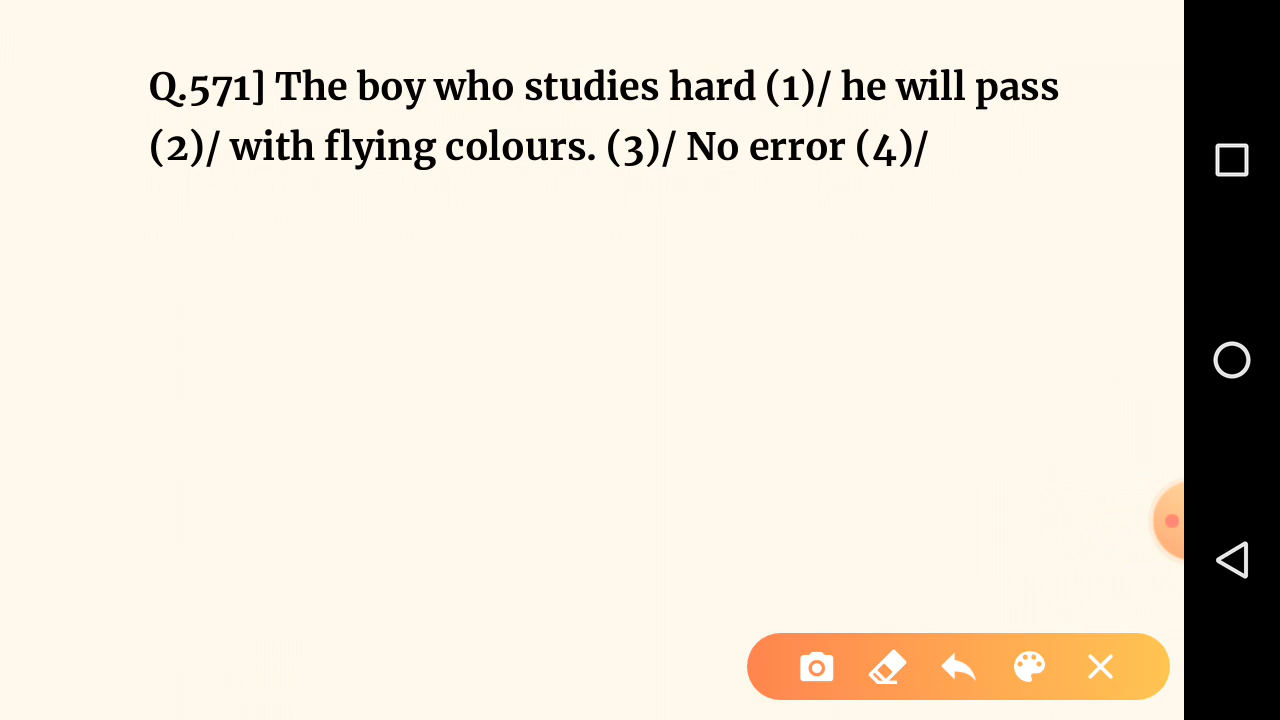 Q.571] The boy who studies hard (1)/ he will pass
(2)/ with flying colours. (3)/ No error (4)/